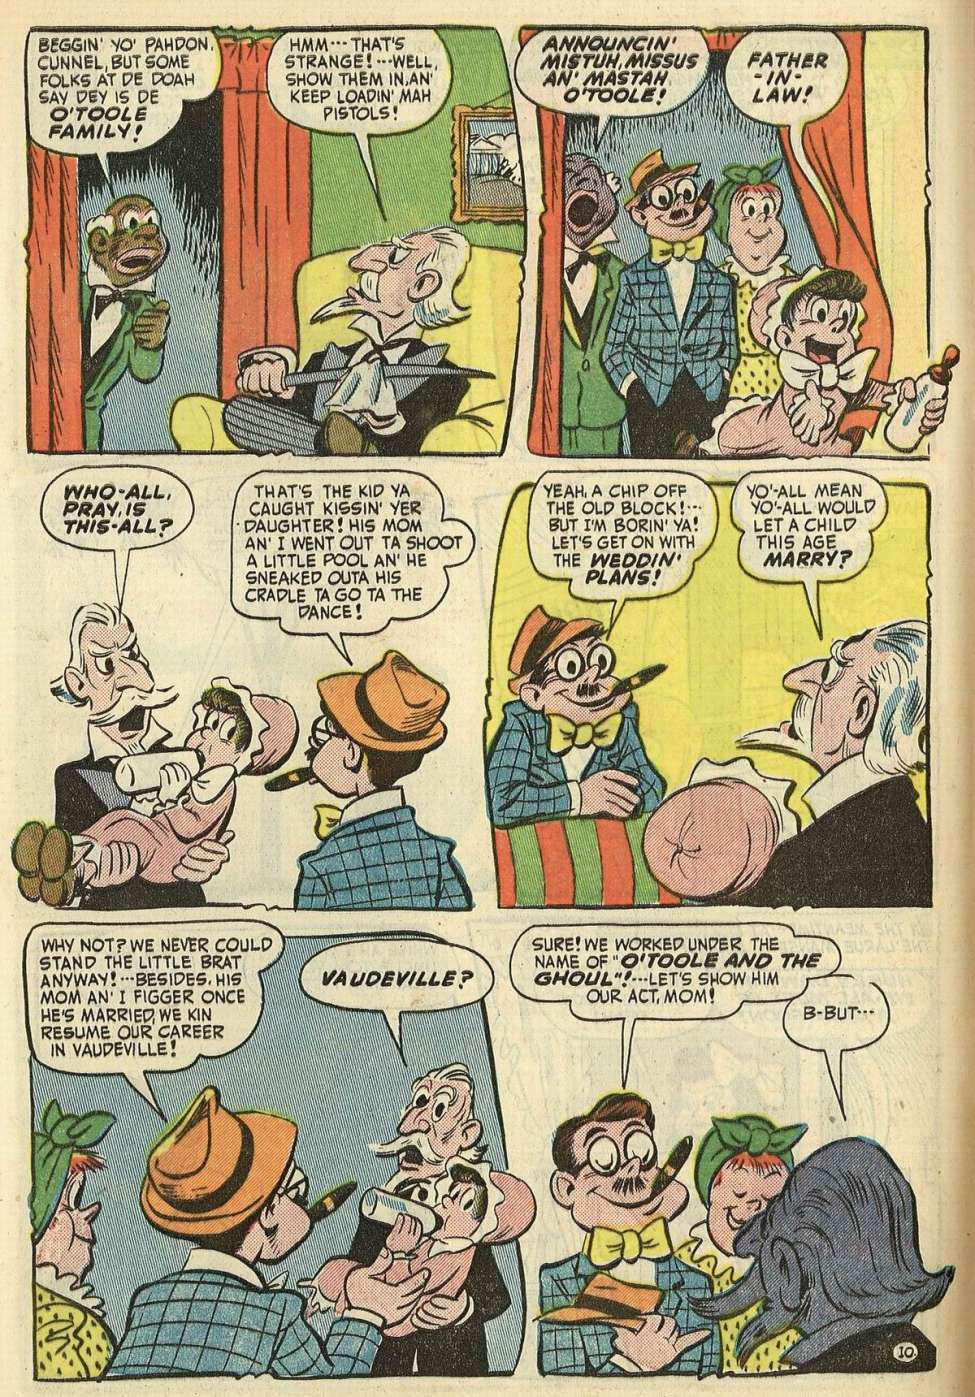 BEGGIN' YO' PAHDON,
CUNNEL, BUT SOME
FOLKS AT DE DOAH
SAY DEY IS DE
O'TOOLE
FAMILY!
HMM--- THAT'S
STRANGE!---WELL,
SHOW THEM IN, AN'
KEEP LOADIN' MAH
PISTOLS!
ANNOUNCIN'
MISTUH, MISSUS
AN' MASTAH
O'TOOLE!
FATHER
-IN-
LAW!
WHO-ALL,
PRAY, IS
THIS-ALL?
THAT'S THE KID YA
CAUGHT KISSIN' YER
DAUGHTER! HIS MOM
AN' I WENT OUT TA SHOOT
A LITTLE POOL AN' HE
SNEAKED OUTA HIS
CRADLE TA GO TA THE
DANCE!
YEAH, A CHIP OFF
THE OLD BLOCK!---
BUT I'M BORIN' YA!
LET'S GET ON WITH
THE WEDDIN'
PLANS!
YO'-ALL MEAN
YO'-ALL WOULD
LET A CHILD
THIS AGE
MARRY?
WHY NOT? WE NEVER COULD
STAND THE LITTLE BRAT
ANYWAY!---BESIDES, HIS
MOM AN' I FIGGER ONCE
HE'S MARRIED, WE KIN
RESUME OUR CAREER
IN VAUDEVILLE!
VAUDEVILLE?
SURE! WE WORKED UNDER THE
NAME OF "O'TOOLE AND THE
GHOUL"!---LET'S SHOW HIM
OUR ACT, MOM!
B-BUT---
10